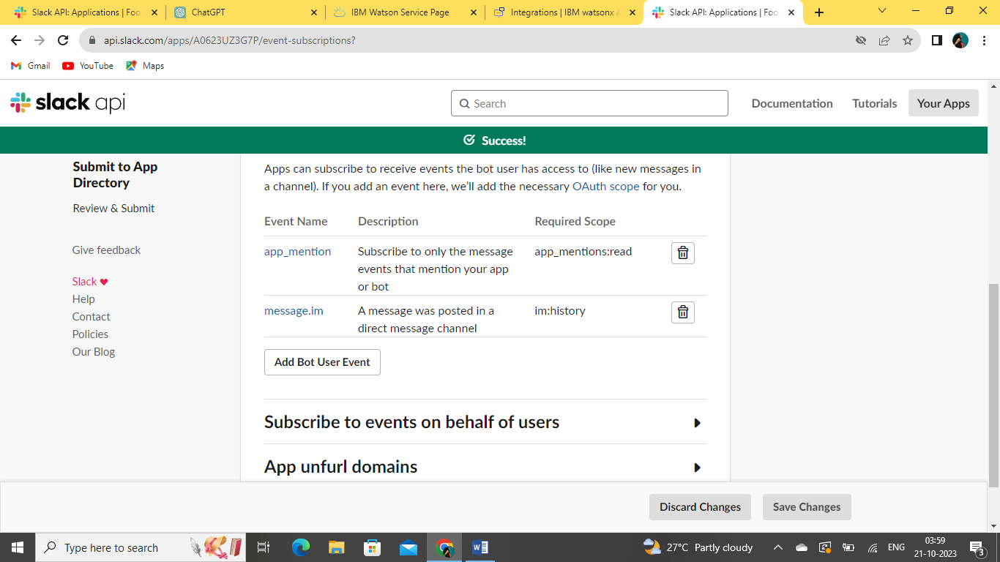 Slack API: Applications | Foo
ChatGPT
IBM Watson Service Page
Integrations | IBM watsonx A
Slack API: Applications | Foo
api.slack.com/apps/A0623UZ3G7P/event-subscriptions?
Gmail
YouTube
Maps
slack api
Search
Documentation
Tutorials
Your Apps
Success!
Submit to App
Directory
Review & Submit
Give feedback
Slack
Help
Contact
Policies
Our Blog
Apps can subscribe to receive events the bot user has access to (like new messages in
a channel). If you add an event here, we’ll add the necessary OAuth scope for you.
Event Name Description Required Scope
app_mention Subscribe to only the message app_mentions:read
events that mention your app
or bot
message.im A message was posted in a im:history
direct message channel
Add Bot User Event
Subscribe to events on behalf of users
App unfurl domains
Discard Changes
Save Changes
Type here to search
27°C Partly cloudy
ENG
03:59
21-10-2023
3